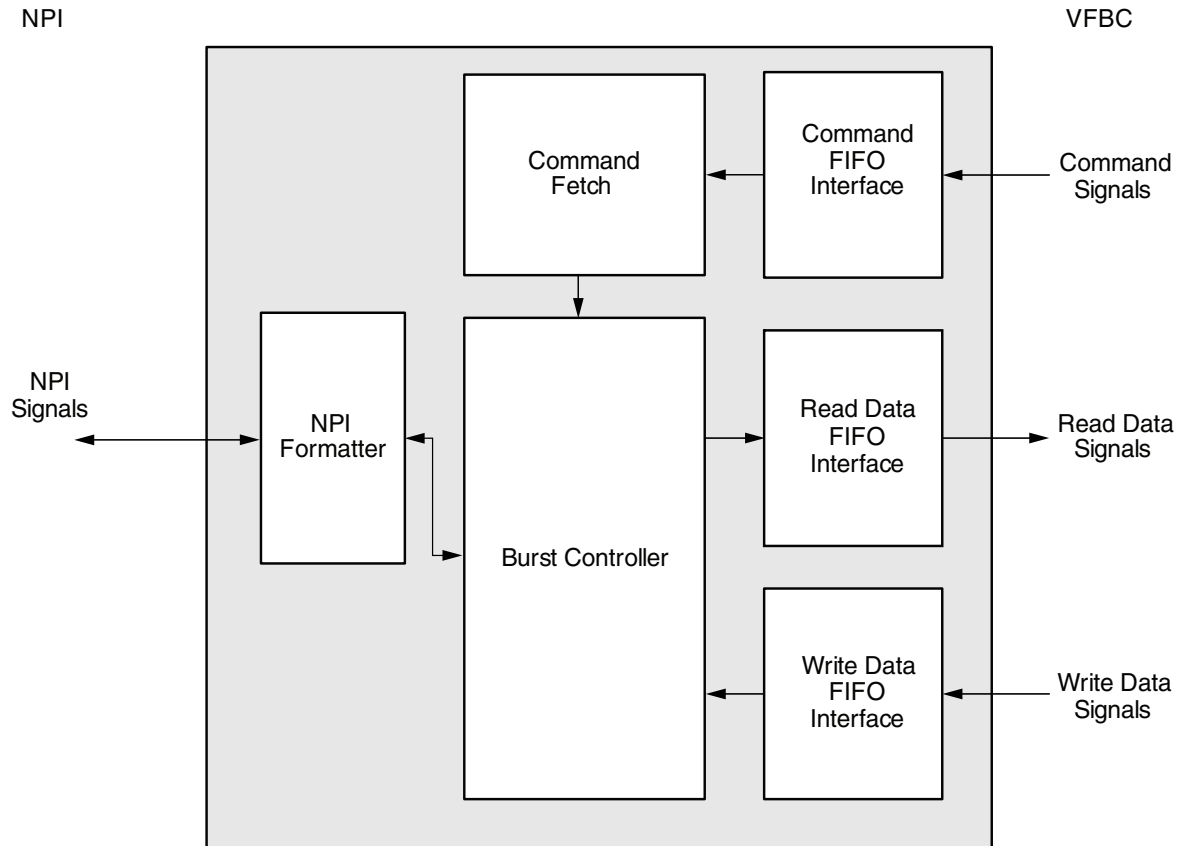 NPI
VFBC
Command
FIFO
Interface
Command
Fetch
Command
Signals
NPI
Signals
NPI
Formatter
Burst Controller
Read Data
FIFO
Interface
Read Data
Signals
Write Data
FIFO
Interface
Write Data
Signals